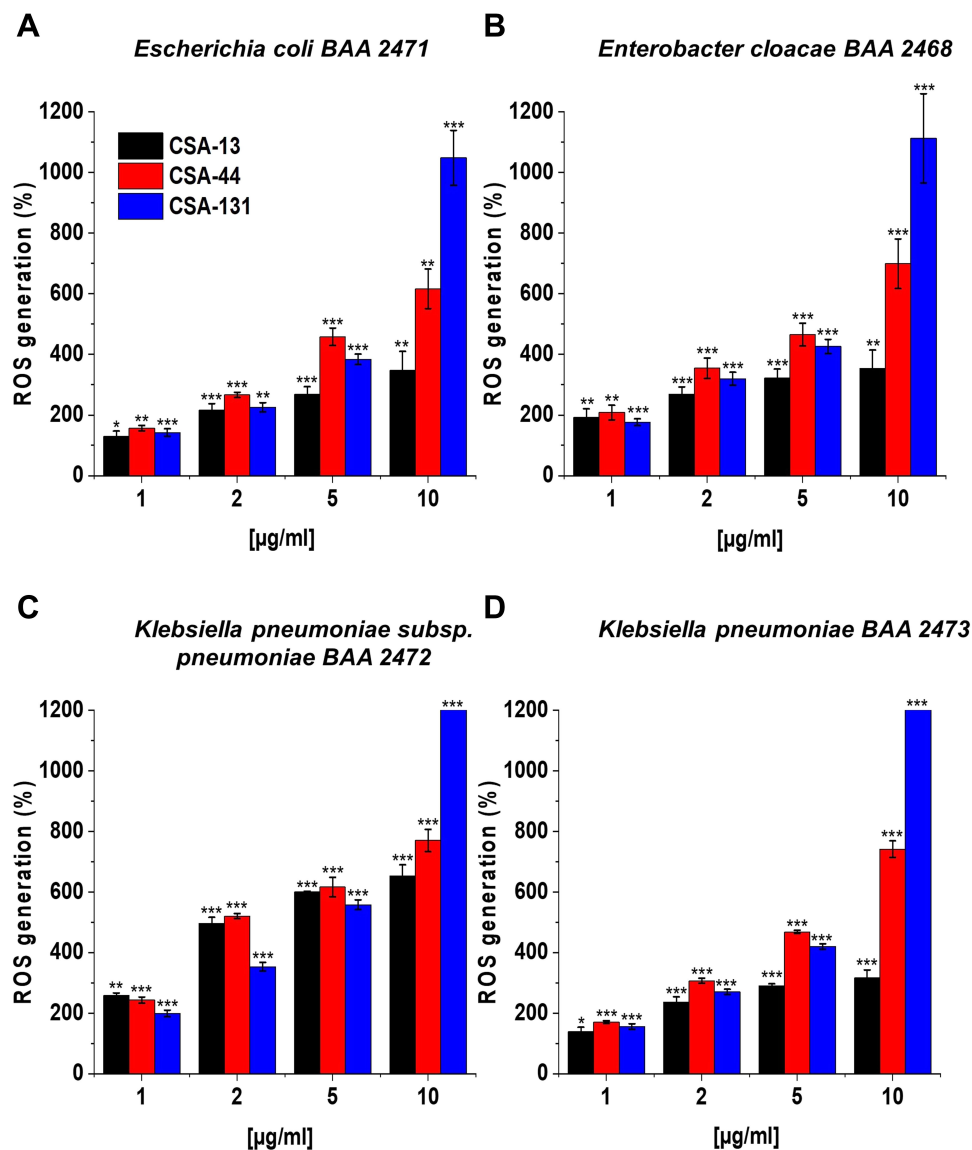 A
Escherichia coli BAA 2471
ROS generation (%)
1200
1000
800
600
400
200
0
CSA-13
CSA-44
CSA-131
* ** ***
*** *** **
*** *** ***
** ** ***
1 2 5 10
[µg/ml]
B
Enterobacter cloacae BAA 2468
ROS generation (%)
1200
1000
800
600
400
200
0
** ** ***
*** *** ***
*** *** ***
** *** ***
1 2 5 10
[µg/ml]
C
Klebsiella pneumoniae subsp.
pneumoniae BAA 2472
ROS generation (%)
1200
1000
800
600
400
200
0
** *** ***
*** *** ***
*** *** ***
*** *** ***
1 2 5 10
[µg/ml]
D
Klebsiella pneumoniae BAA 2473
ROS generation (%)
1200
1000
800
600
400
200
0
* *** ***
*** *** ***
*** *** ***
*** *** ***
1 2 5 10
[µg/ml]